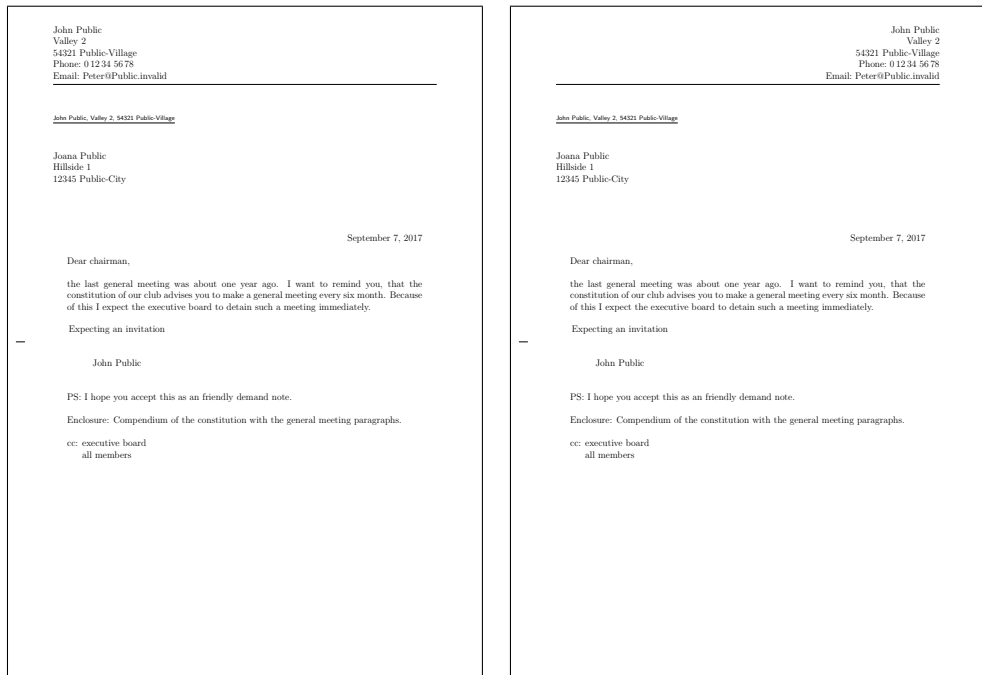 John Public
Valley 2
54321 Public-Village
Phone: 0 12 34 56 78
Email: Peter@Public.invalid
John Public, Valley 2, 54321 Public-Village
Joana Public
Hillside 1
12345 Public-City
September 7, 2017
Dear chairman,
the last general meeting was about one year ago. I want to remind you, that the
constitution of our club advises you to make a general meeting every six month. Because
of this I expect the executive board to detain such a meeting immediately.
Expecting an invitation
John Public
PS: I hope you accept this as an friendly demand note.
Enclosure: Compendium of the constitution with the general meeting paragraphs.
cc: executive board
all members
John Public
Valley 2
54321 Public-Village
Phone: 0 12 34 56 78
Email: Peter@Public.invalid
John Public, Valley 2, 54321 Public-Village
Joana Public
Hillside 1
12345 Public-City
September 7, 2017
Dear chairman,
the last general meeting was about one year ago. I want to remind you, that the
constitution of our club advises you to make a general meeting every six month. Because
of this I expect the executive board to detain such a meeting immediately.
Expecting an invitation
John Public
PS: I hope you accept this as an friendly demand note.
Enclosure: Compendium of the constitution with the general meeting paragraphs.
cc: executive board
all members